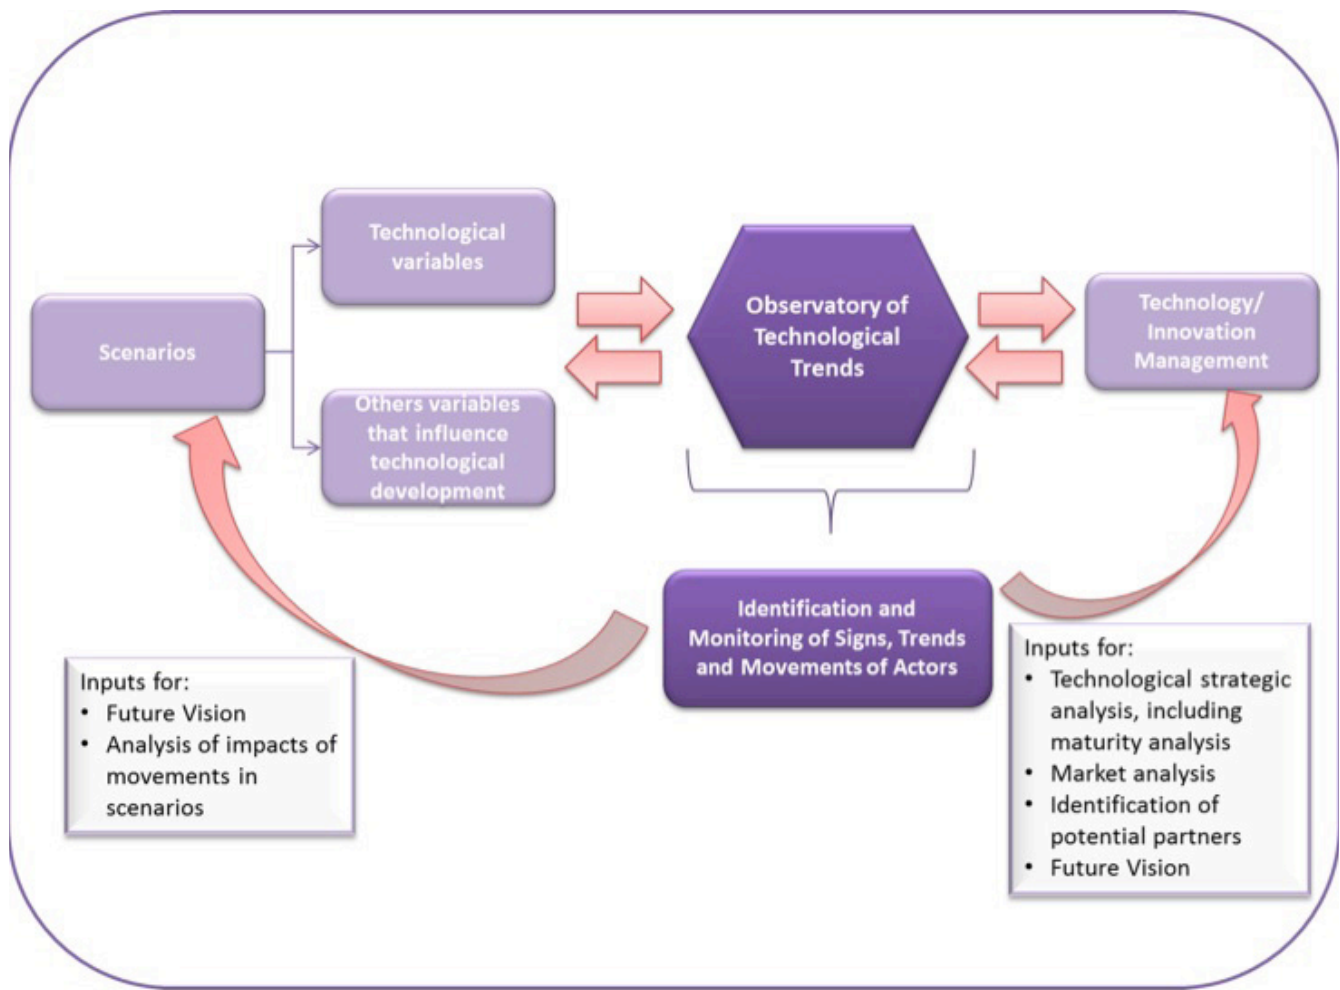 Technological
variables
Scenarios
Others variables
that influence
technological
development
Observatory of
Technological
Trends
Technology/
Innovation
Management
Identification and
Monitoring of Signs, Trends
and Movements of Actors
Inputs for:
• Future Vision
• Analysis of impacts of
movements in
scenarios
Inputs for:
• Technological strategic
analysis, including
maturity analysis
• Market analysis
• Identification of
potential partners
• Future Vision